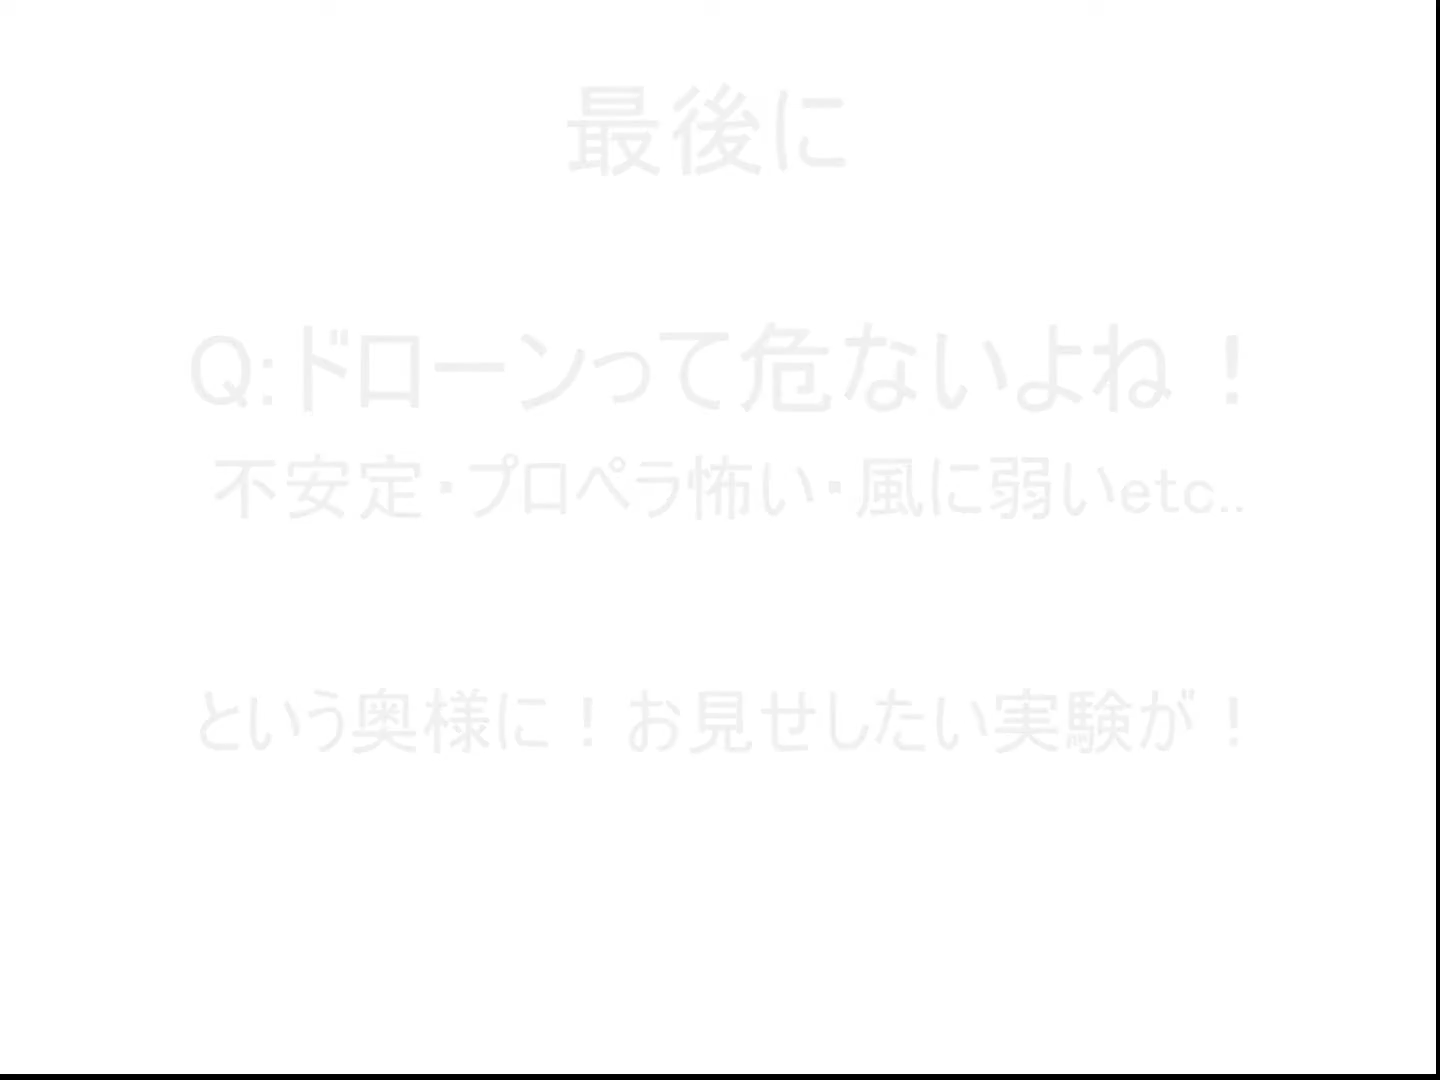 最後に
Q:ドローンって危ないよね！
不安定・プロペラ怖い・風に弱いetc..
という奥様に！お見せしたい実験が！